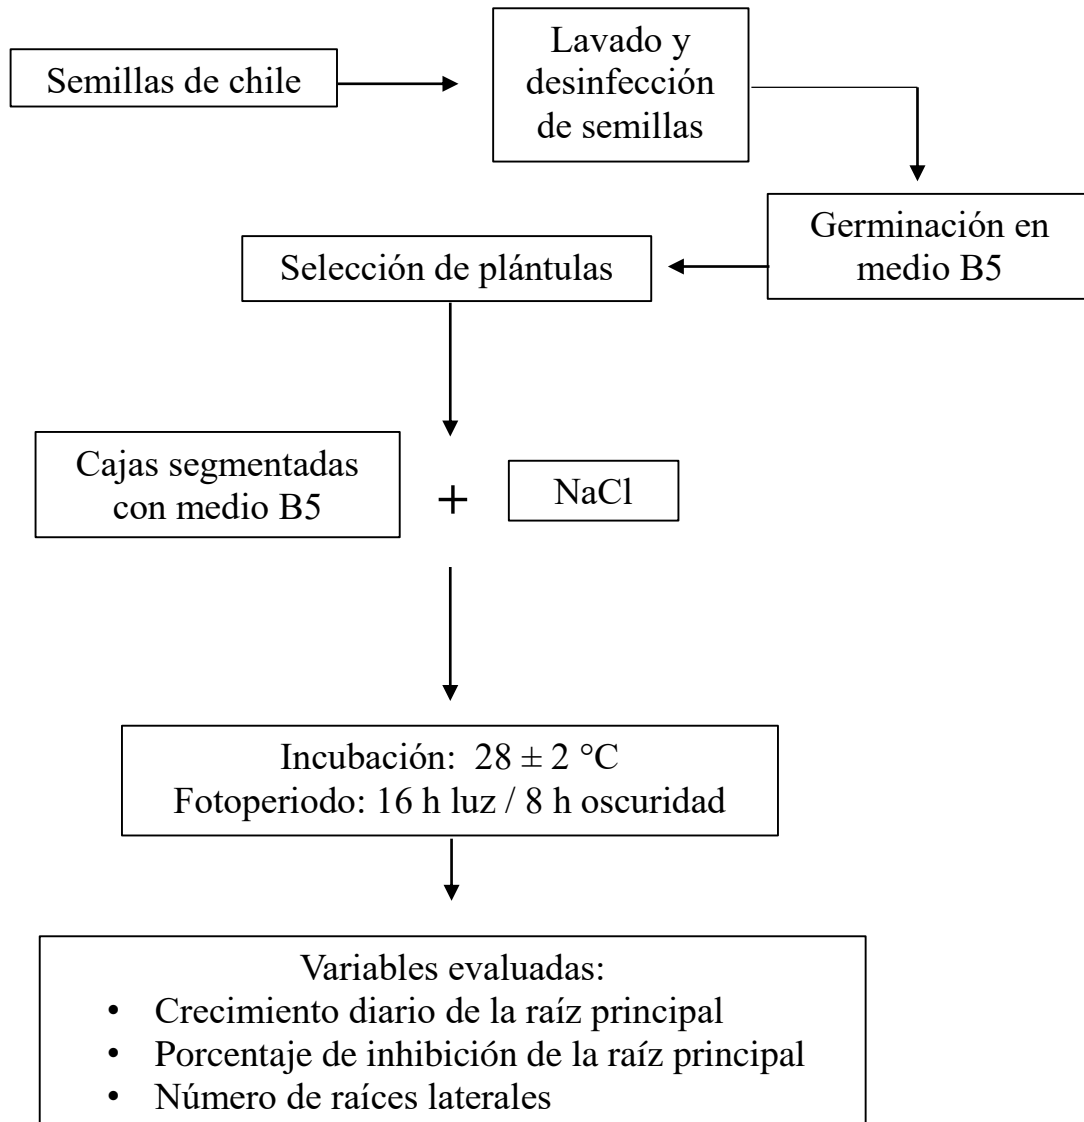 Semillas de chile
Lavado y
desinfección
de semillas
Germinación en
medio B5
Selección de plántulas
Cajas segmentadas
con medio B5
+
NaCl
Incubación: 28 ± 2 °C
Fotoperiodo: 16 h luz / 8 h oscuridad
Variables evaluadas:
• Crecimiento diario de la raíz principal
• Porcentaje de inhibición de la raíz principal
• Número de raíces laterales